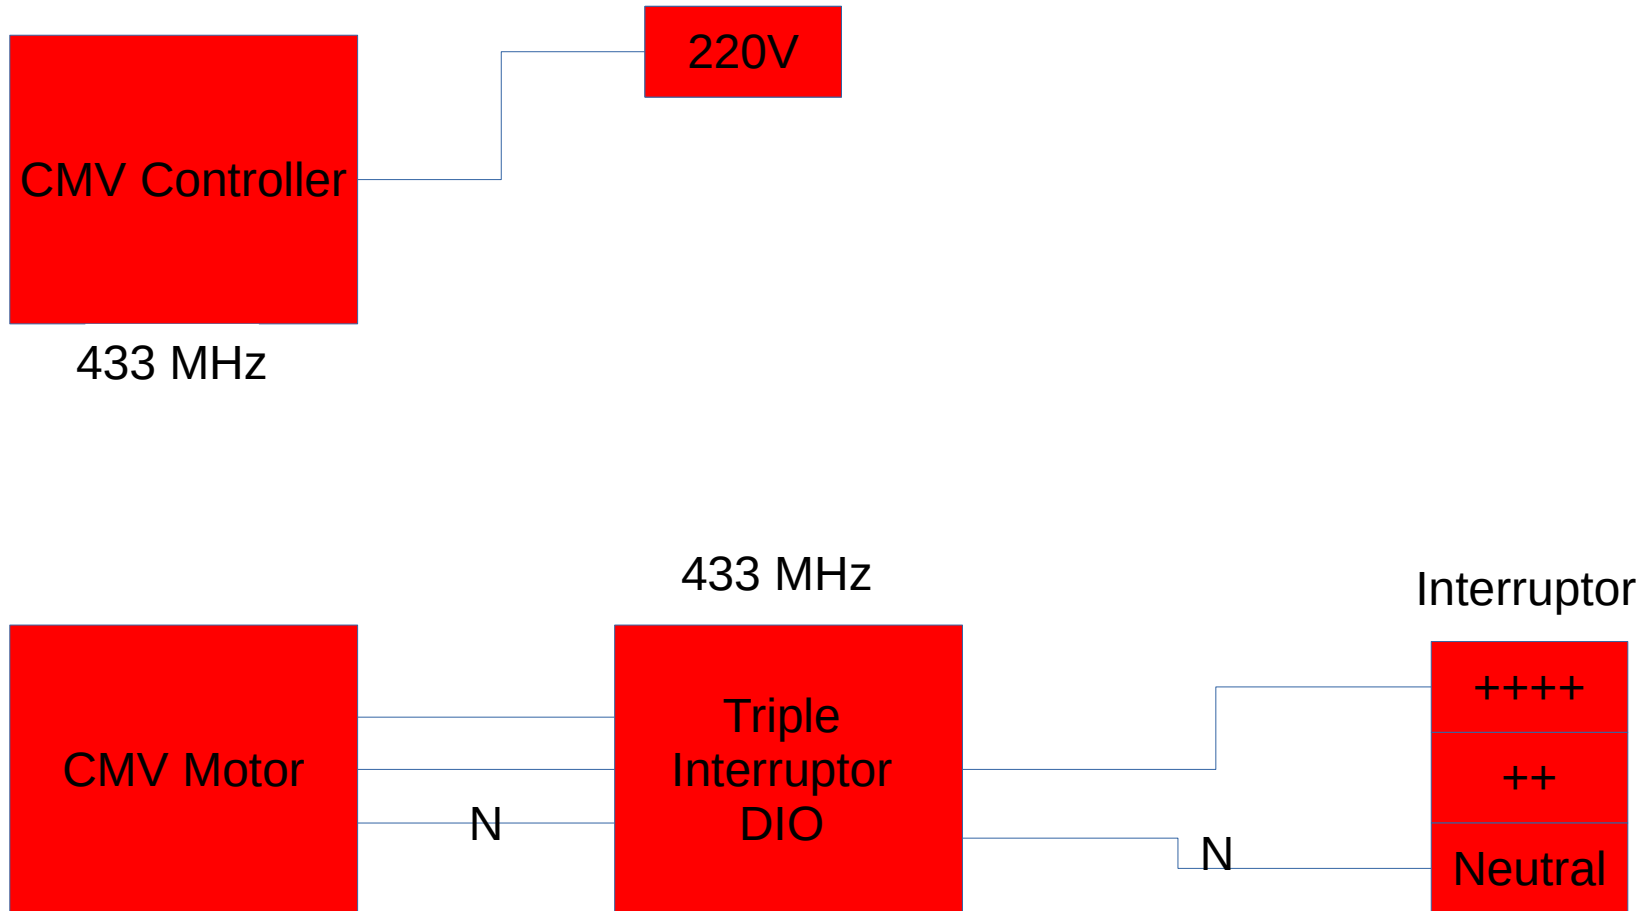 220V
CMV Controller
433 MHz
433 MHz
Interruptor
++++
CMV Motor
Triple
Interruptor
DIO
++
N
N
Neutral